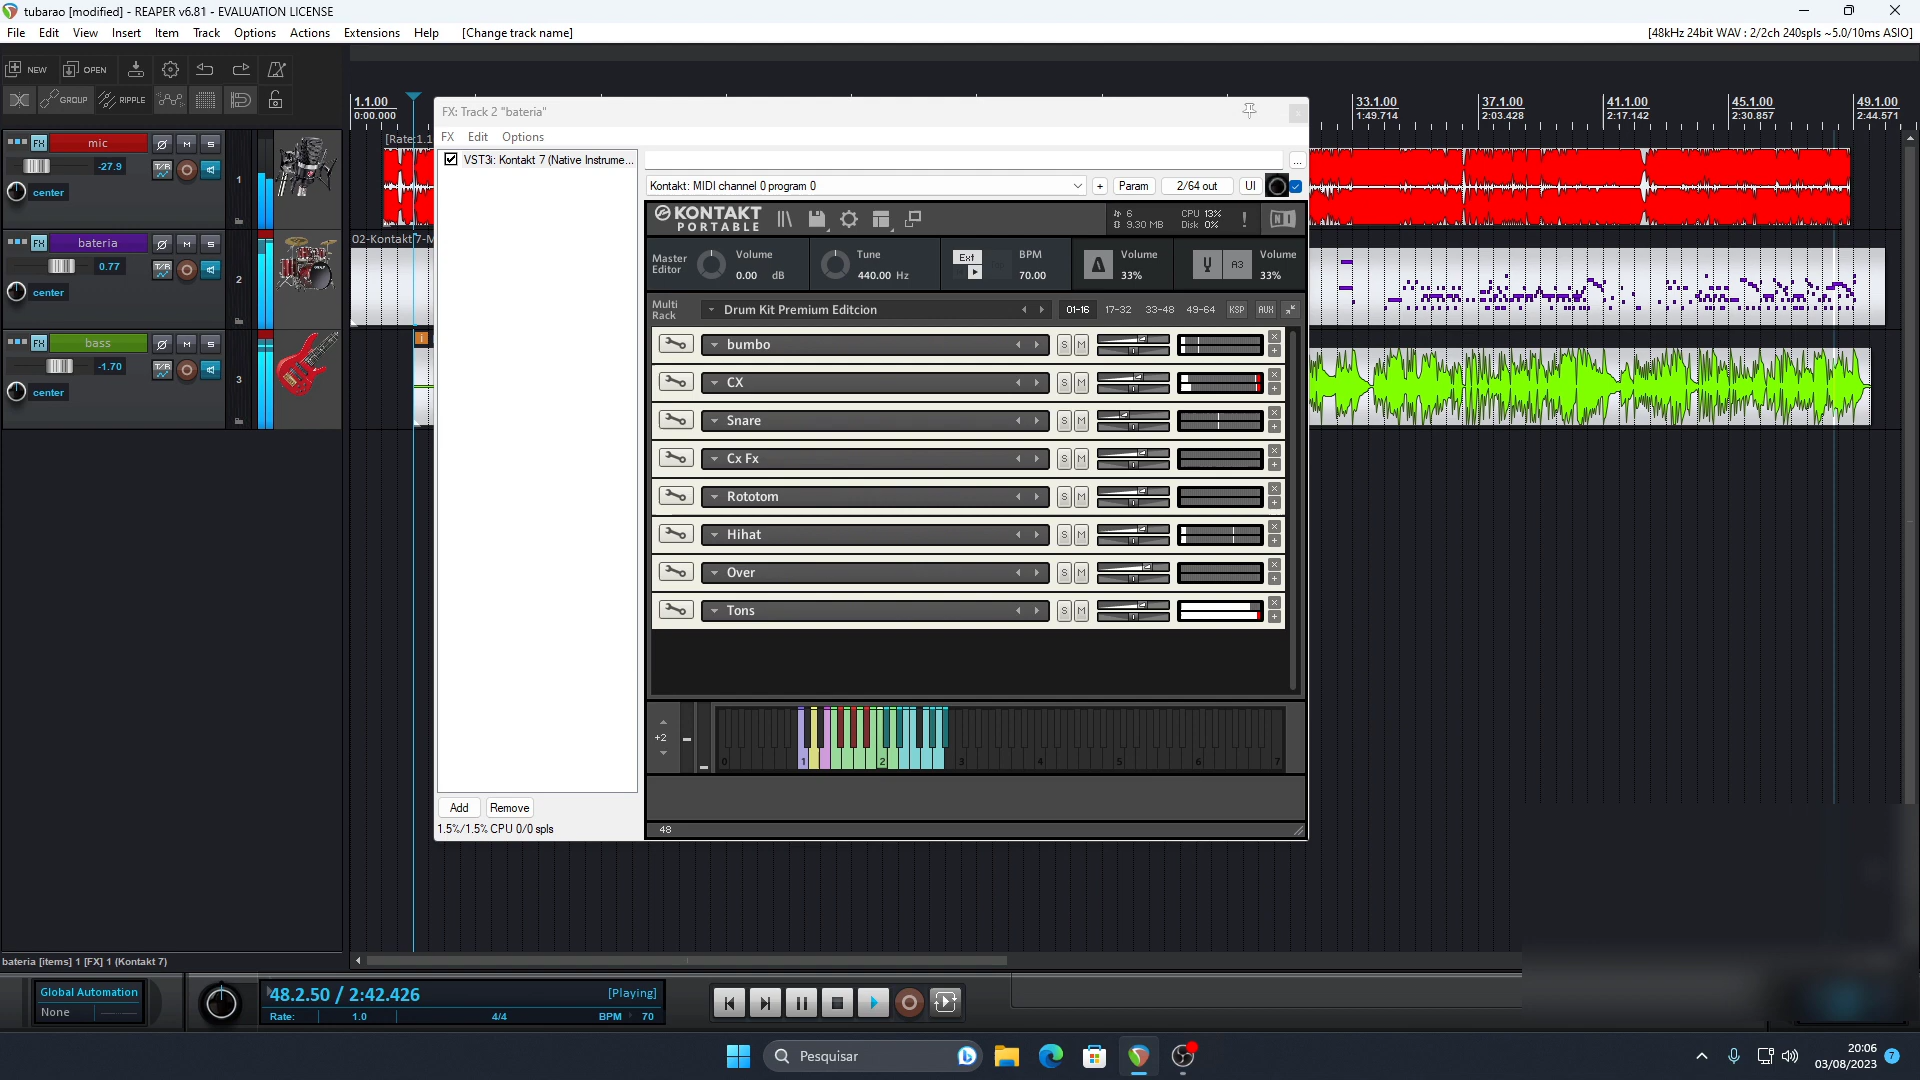 tubarao [modified] - REAPER v6.81 - EVALUATION LICENSE
File Edit View Insert Item Track Options Actions Extensions Help [Change track name]
[48kHz 24bit WAV : 2/2ch 240spls ~5.0/10ms ASIO]
NEW OPEN
GROUP RIPPLE
1.1.00
0:00.000
33.1.00
1:49.714
37.1.00
2:03.428
41.1.00
2:17.142
45.1.00
2:30.857
49.1.00
2:44.571
FX mic M S
-27.9
center
1
[Rate:1.1
FX bateria M S
0.77
center
2
02-Kontakt 7-M
FX bass M S
-1.70
center
3
FX: Track 2 "bateria"
FX Edit Options
VST3i: Kontakt 7 (Native Instrume...
...
Kontakt: MIDI channel 0 program 0
+ Param 2/64 out UI
KONTAKT
PORTABLE
6
9.30 MB
CPU 13%
Disk 0%
!
Master
Editor
Volume
0.00 dB
Tune
440.00 Hz
Ext
BPM
70.00
Volume
33%
A3
Volume
33%
Multi
Rack
Drum Kit Premium Editcion
01-16 17-32 33-48 49-64 KSP AUX
bumbo S M
CX S M
Snare S M
Cx Fx S M
Rototom S M
Hihat S M
Over S M
Tons S M
+2
0 1 2 3 4 5 6 7
48
Add Remove
1.5%/1.5% CPU 0/0 spls
bateria [items] 1 [FX] 1 (Kontakt 7)
Global Automation
None
48.2.50 / 2:42.426 [Playing]
Rate: 1.0 4/4 BPM 70
Pesquisar
20:06
03/08/2023
7